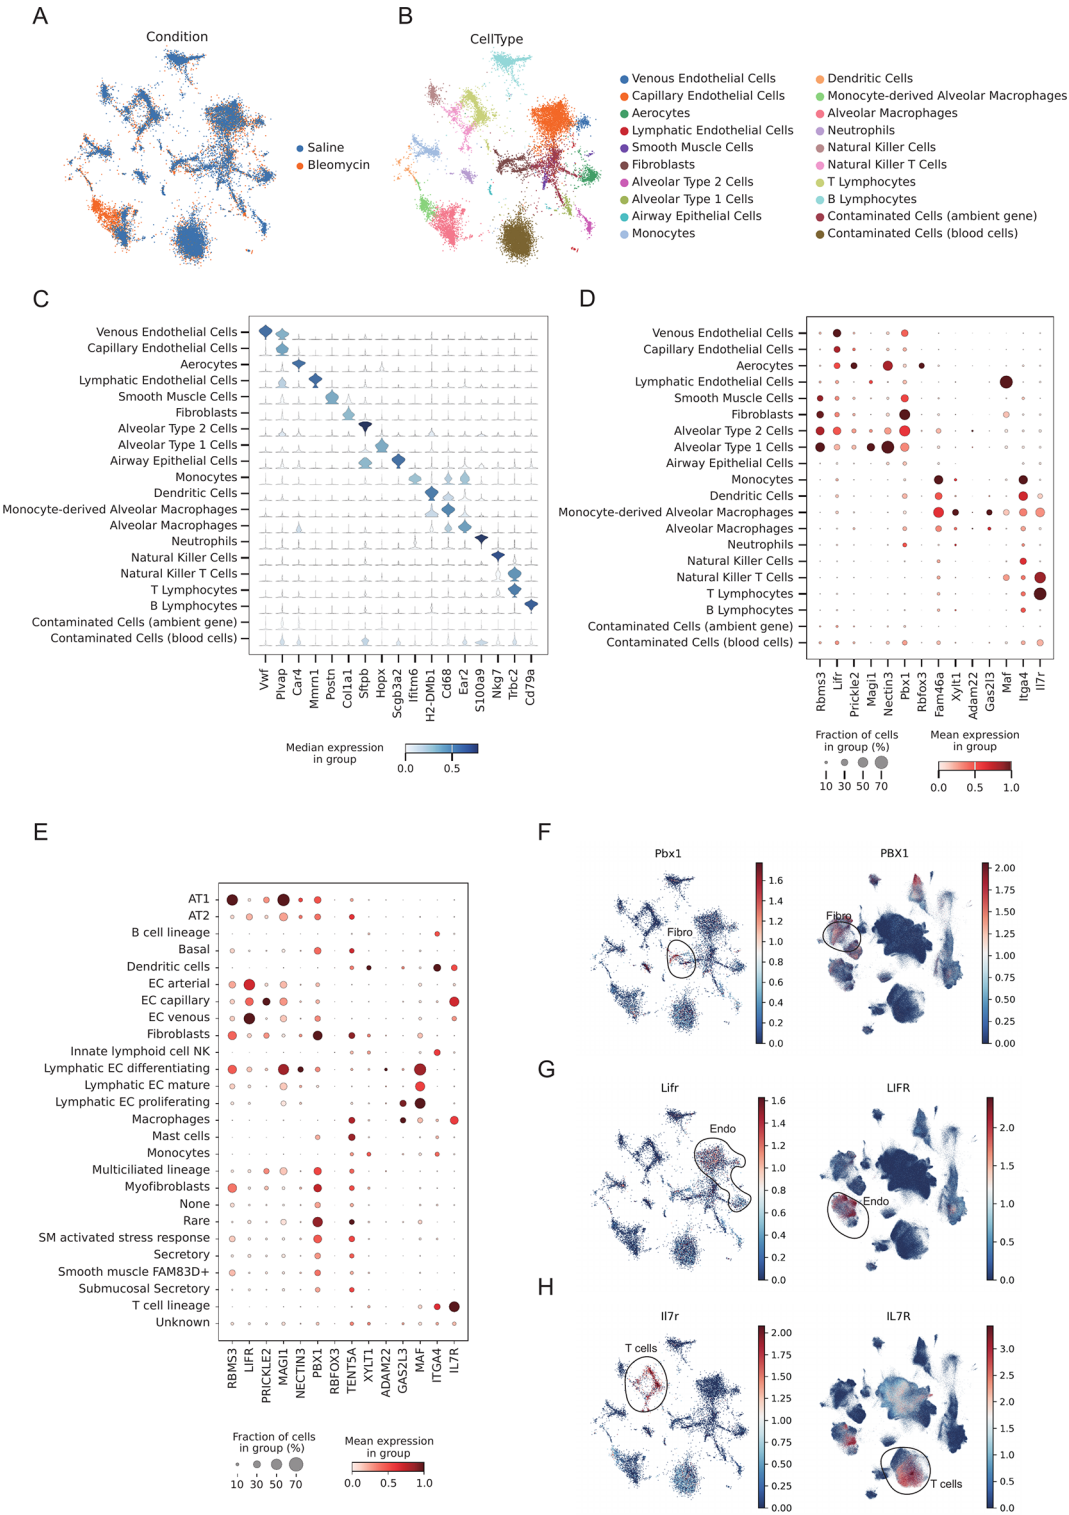 A
B
Condition
CellType
Saline
Bleomycin
Venous Endothelial Cells
Capillary Endothelial Cells
Aerocytes
Lymphatic Endothelial Cells
Smooth Muscle Cells
Fibroblasts
Alveolar Type 2 Cells
Alveolar Type 1 Cells
Airway Epithelial Cells
Monocytes
Dendritic Cells
Monocyte-derived Alveolar Macrophages
Alveolar Macrophages
Neutrophils
Natural Killer Cells
Natural Killer T Cells
T Lymphocytes
B Lymphocytes
Contaminated Cells (ambient gene)
Contaminated Cells (blood cells)
C
Venous Endothelial Cells
Capillary Endothelial Cells
Aerocytes
Lymphatic Endothelial Cells
Smooth Muscle Cells
Fibroblasts
Alveolar Type 2 Cells
Alveolar Type 1 Cells
Airway Epithelial Cells
Monocytes
Dendritic Cells
Monocyte-derived Alveolar Macrophages
Alveolar Macrophages
Neutrophils
Natural Killer Cells
Natural Killer T Cells
T Lymphocytes
B Lymphocytes
Contaminated Cells (ambient gene)
Contaminated Cells (blood cells)
Vwf
Plvap
Car4
Mmrn1
Postn
Col1a1
Sftpb
Hopx
Scgb3a2
Ifitm6
H2-DMb1
Cd68
Ear2
S100a9
Nkg7
Trbc2
Cd79a
Median expression
in group
0.0 0.5
D
Venous Endothelial Cells
Capillary Endothelial Cells
Aerocytes
Lymphatic Endothelial Cells
Smooth Muscle Cells
Fibroblasts
Alveolar Type 2 Cells
Alveolar Type 1 Cells
Airway Epithelial Cells
Monocytes
Dendritic Cells
Monocyte-derived Alveolar Macrophages
Alveolar Macrophages
Neutrophils
Natural Killer Cells
Natural Killer T Cells
T Lymphocytes
B Lymphocytes
Contaminated Cells (ambient gene)
Contaminated Cells (blood cells)
Rbms3
Lifr
Prickle2
Magi1
Nectin3
Pbx1
Rbfox3
Fam46a
Xylt1
Adam22
Gas2l3
Maf
Itga4
Il7r
Fraction of cells
in group (%)
10 30 50 70
Mean expression
in group
0.0 0.5 1.0
E
AT1
AT2
B cell lineage
Basal
Dendritic cells
EC arterial
EC capillary
EC venous
Fibroblasts
Innate lymphoid cell NK
Lymphatic EC differentiating
Lymphatic EC mature
Lymphatic EC proliferating
Macrophages
Mast cells
Monocytes
Multiciliated lineage
Myofibroblasts
None
Rare
SM activated stress response
Secretory
Smooth muscle FAM83D+
Submucosal Secretory
T cell lineage
Unknown
RBMS3
LIFR
PRICKLE2
MAGI1
NECTIN3
PBX1
RBFOX3
TENT5A
XYLT1
ADAM22
GAS2L3
MAF
ITGA4
IL7R
Fraction of cells
in group (%)
10 30 50 70
Mean expression
in group
0.0 0.5 1.0
F
Pbx1
Fibro
1.6
1.4
1.2
1.0
0.8
0.6
0.4
0.2
0.0
PBX1
Fibro
2.00
1.75
1.50
1.25
1.00
0.75
0.50
0.25
0.00
G
Lifr
Endo
1.6
1.4
1.2
1.0
0.8
0.6
0.4
0.2
0.0
LIFR
Endo
2.0
1.5
1.0
0.5
0.0
H
Il7r
T cells
2.00
1.75
1.50
1.25
1.00
0.75
0.50
0.25
0.00
IL7R
T cells
3.0
2.5
2.0
1.5
1.0
0.5
0.0